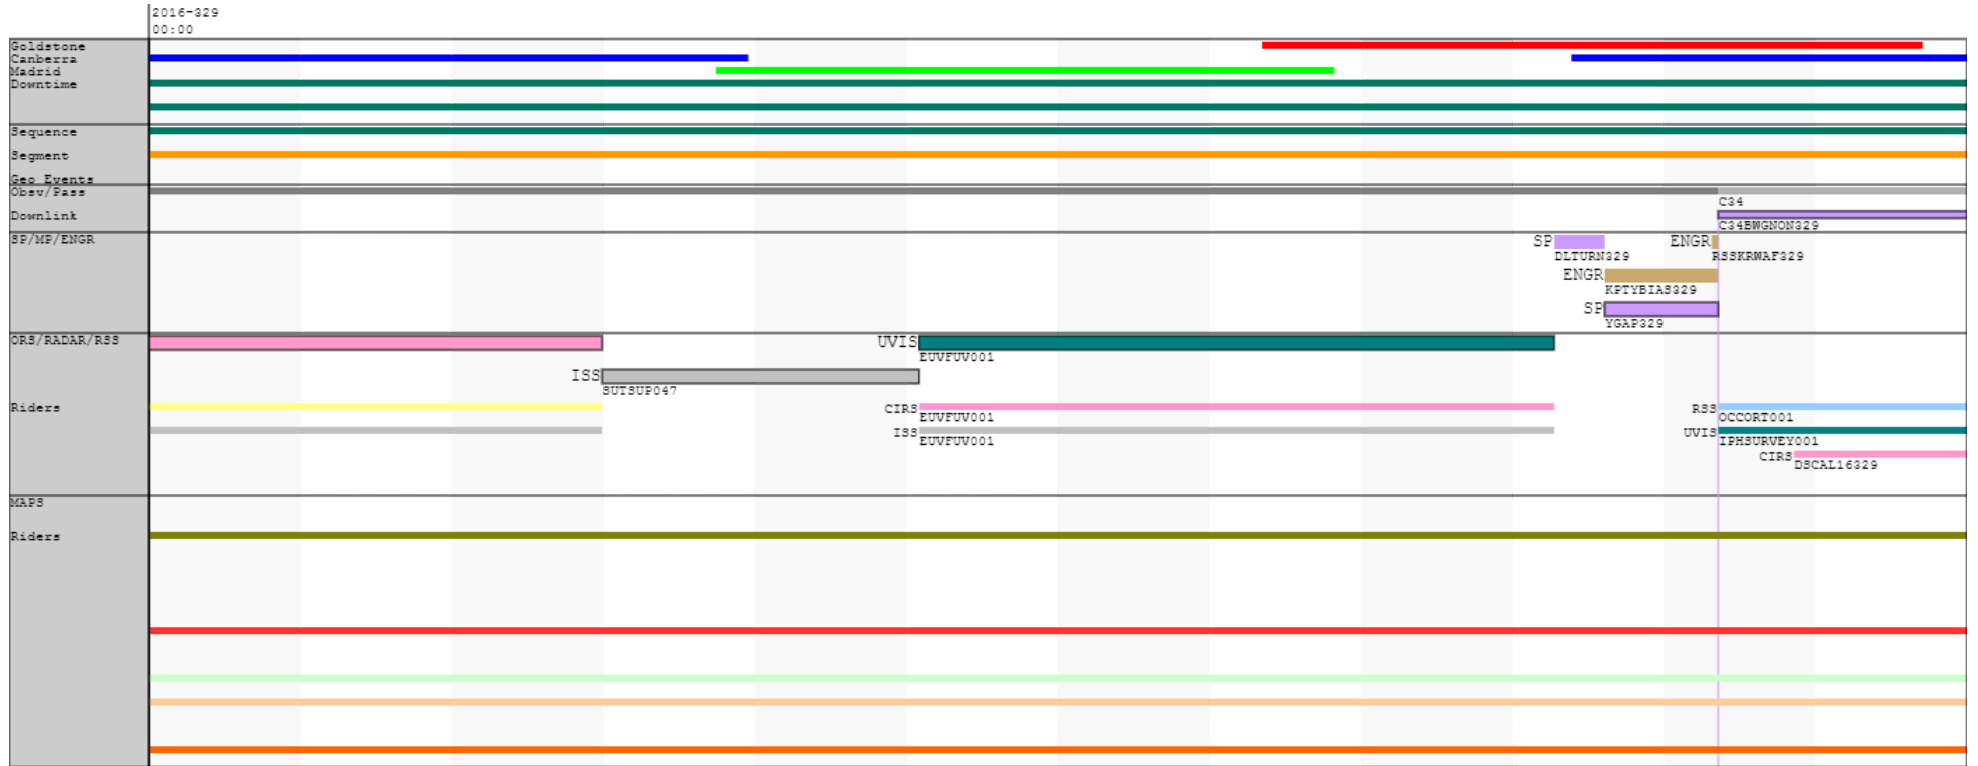 2016-329
00:00
Goldstone
Canberra
Madrid
Downtime
Sequence
Segment
Geo Events
Obsv/Pass
C34
Downlink
C34BWGNON329
SP/MP/ENGR
SP
ENGR
DLTURN329
RSSKRWAF329
ENGR
KPTYBIAS329
SP
YGAP329
ORS/RADAR/RSS
UVIS
EUVFUV001
ISS
SUTSUP047
Riders
CIRS
RSS
EUVFUV001
OCCORT001
ISS
UVIS
EUVFUV001
IPHSURVEY001
CIRS
DSCAL16329
MAPS
Riders